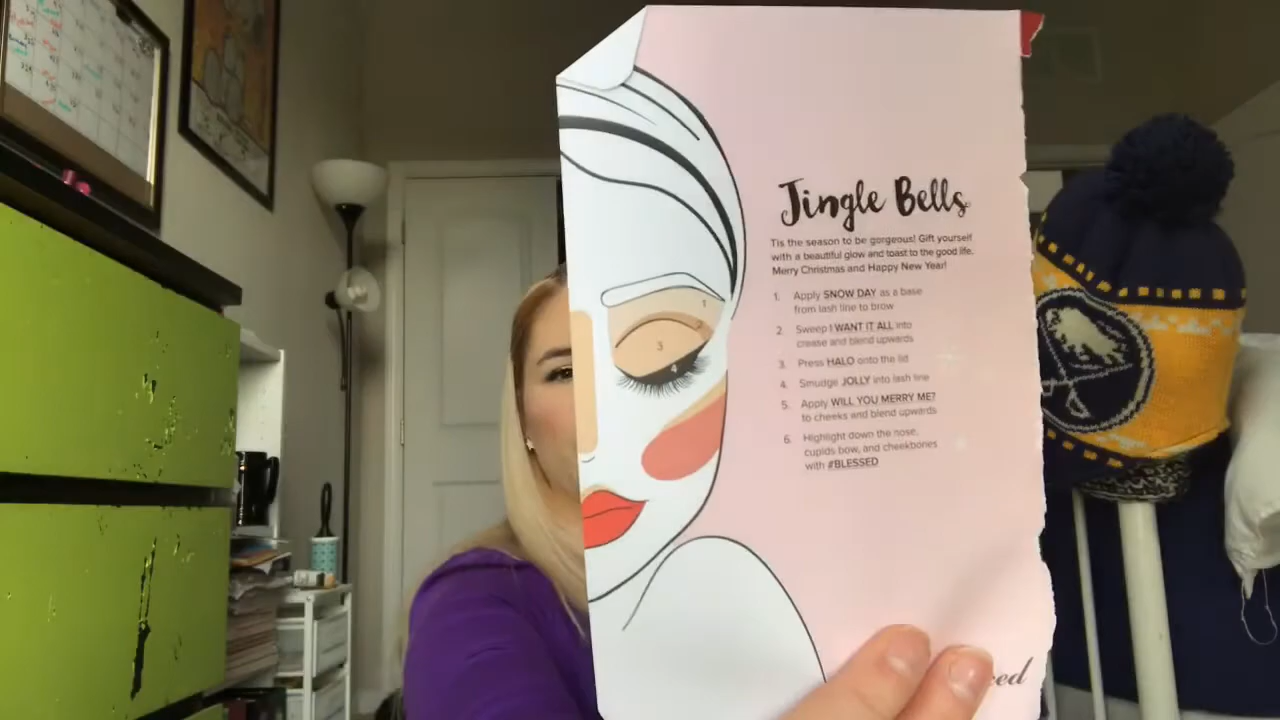 Jingle Bells
Tis the season to be gorgeous! Gift yourself
with a beautiful glow and toast to the good life.
Merry Christmas and Happy New Year!
1. Apply SNOW DAY as a base
from lash line to brow
2. Sweep I WANT IT ALL into
crease and blend upwards
3. Press HALO onto the lid
4. Smudge JOLLY into lash line
5. Apply WILL YOU MERRY ME?
to cheeks and blend upwards
6. Highlight down the nose,
cupids bow, and cheekbones
with #BLESSED
1
2
3
4